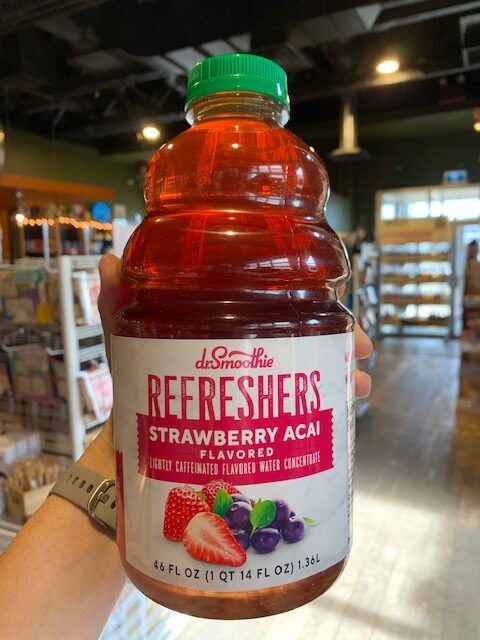 dr.Smoothie
REFRESHERS
STRAWBERRY ACAI
FLAVORED
LIGHTLY CAFFEINATED FLAVORED WATER CONCENTRATE
46 FL OZ (1 QT 14 FL OZ) 1.36L